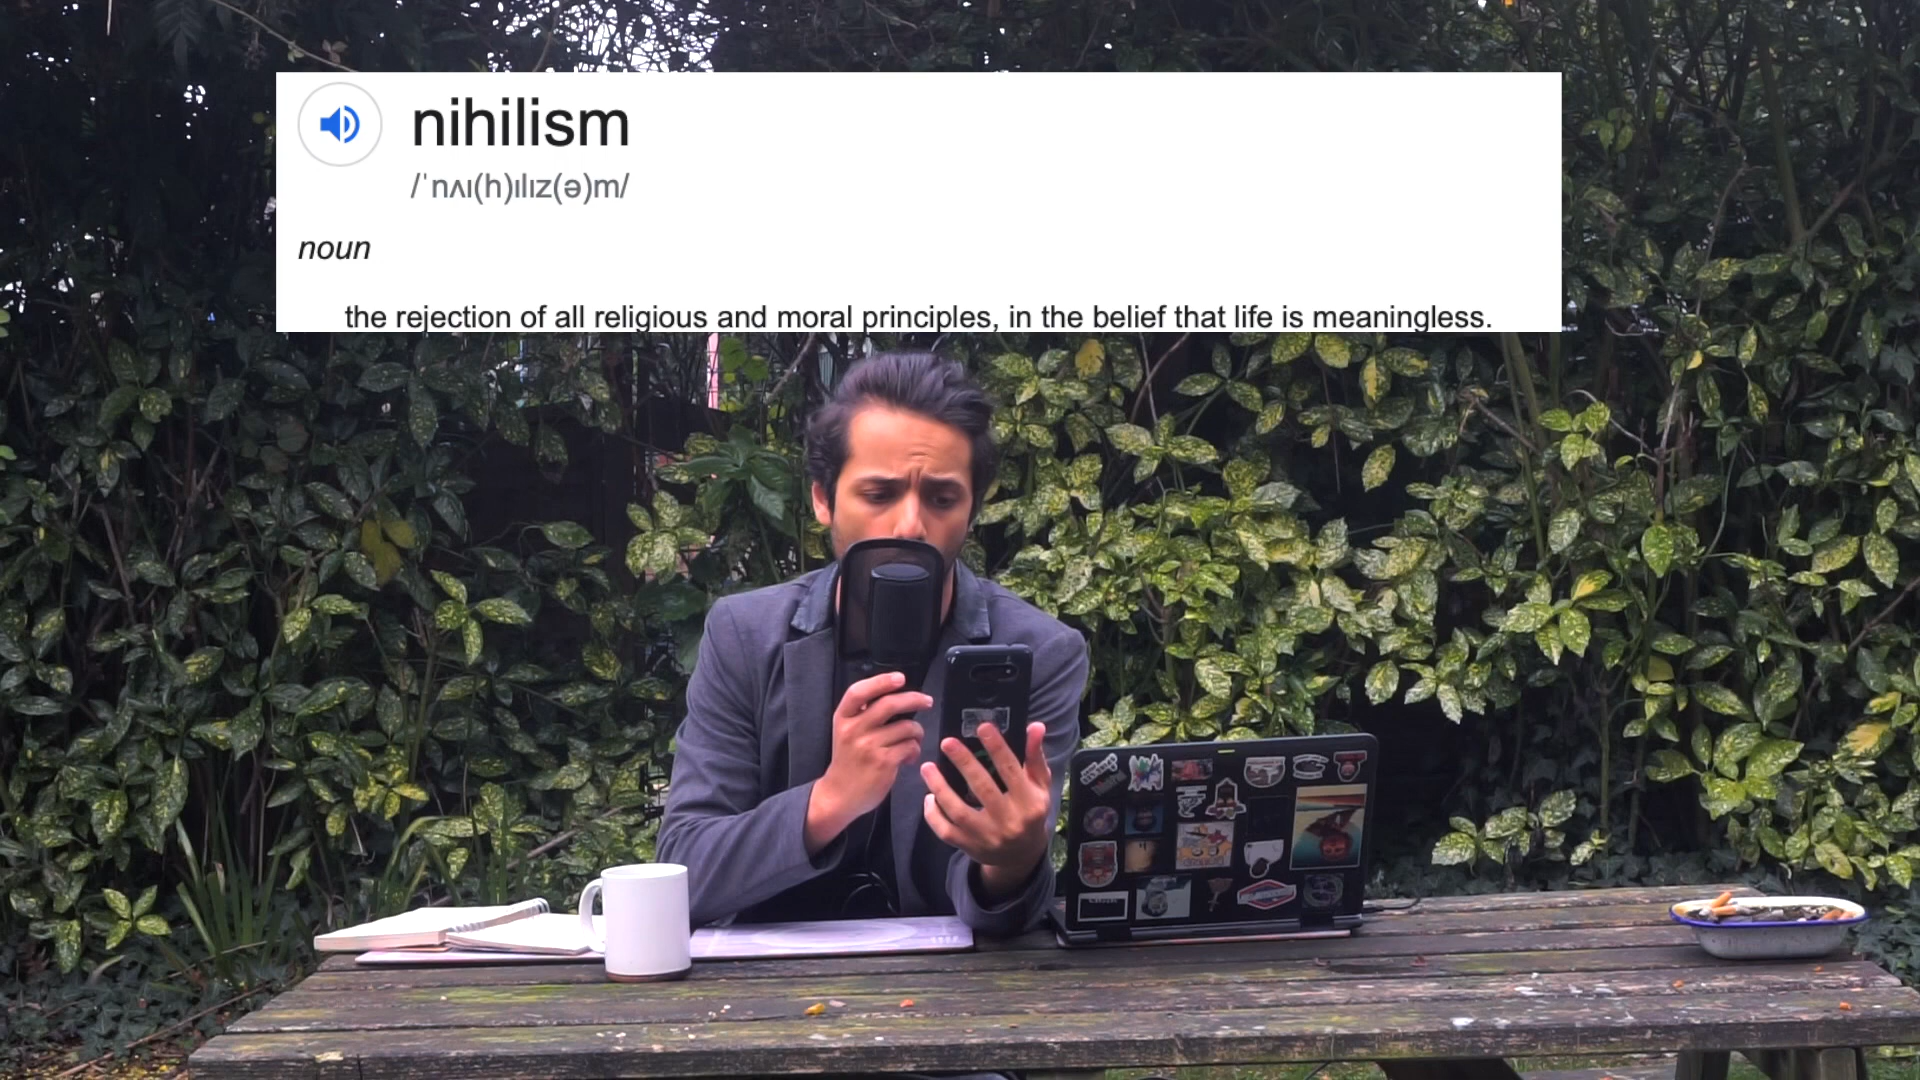 nihilism
/ˈnʌɪ(h)ɪlɪz(ə)m/
noun
the rejection of all religious and moral principles, in the belief that life is meaningless.